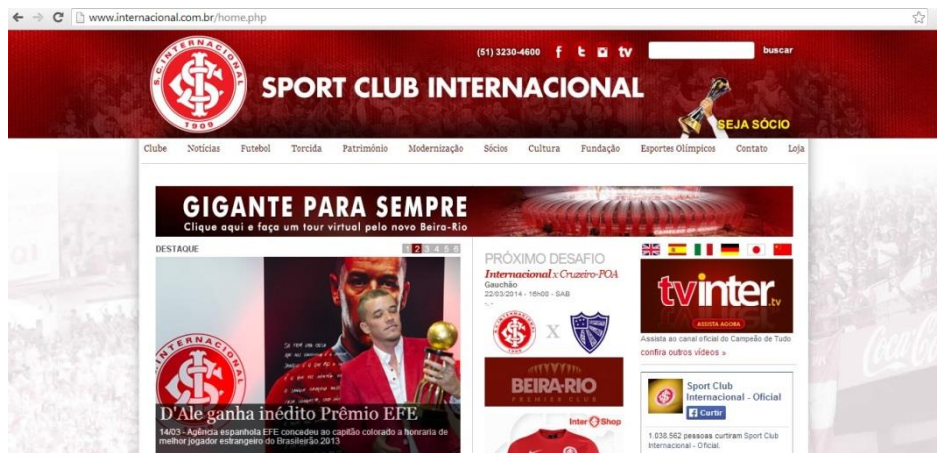 www.internacional.com.br/home.php
S.C. INTERNACIONAL
1909
(51) 3230-4600
buscar
SPORT CLUB INTERNACIONAL
SEJA SÓCIO
Clube Notícias Futebol Torcida Patrimônio Modernização Sócios Cultura Fundação Esportes Olímpicos Contato Loja
GIGANTE PARA SEMPRE
Clique aqui e faça um tour virtual pelo novo Beira-Rio
DESTAQUE
1 2 3 4 5 6
D'Ale ganha inédito Prêmio EFE
14/03 - Agência espanhola EFE concedeu ao capitão colorado a honraria de
melhor jogador estrangeiro do Brasileirão 2013
PRÓXIMO DESAFIO
Internacional x Cruzeiro-POA
Gauchão
22/03/2014 - 16h00 - SAB
X
BEIRA-RIO
PREMIER CLUB
Inter Shop
tvinter.tv
ASSISTA AGORA
Assista ao canal oficial do Campeão de Tudo
confira outros vídeos »
Sport Club
Internacional - Oficial
Curtir
1.038.562 pessoas curtiram Sport Club
Internacional - Oficial.